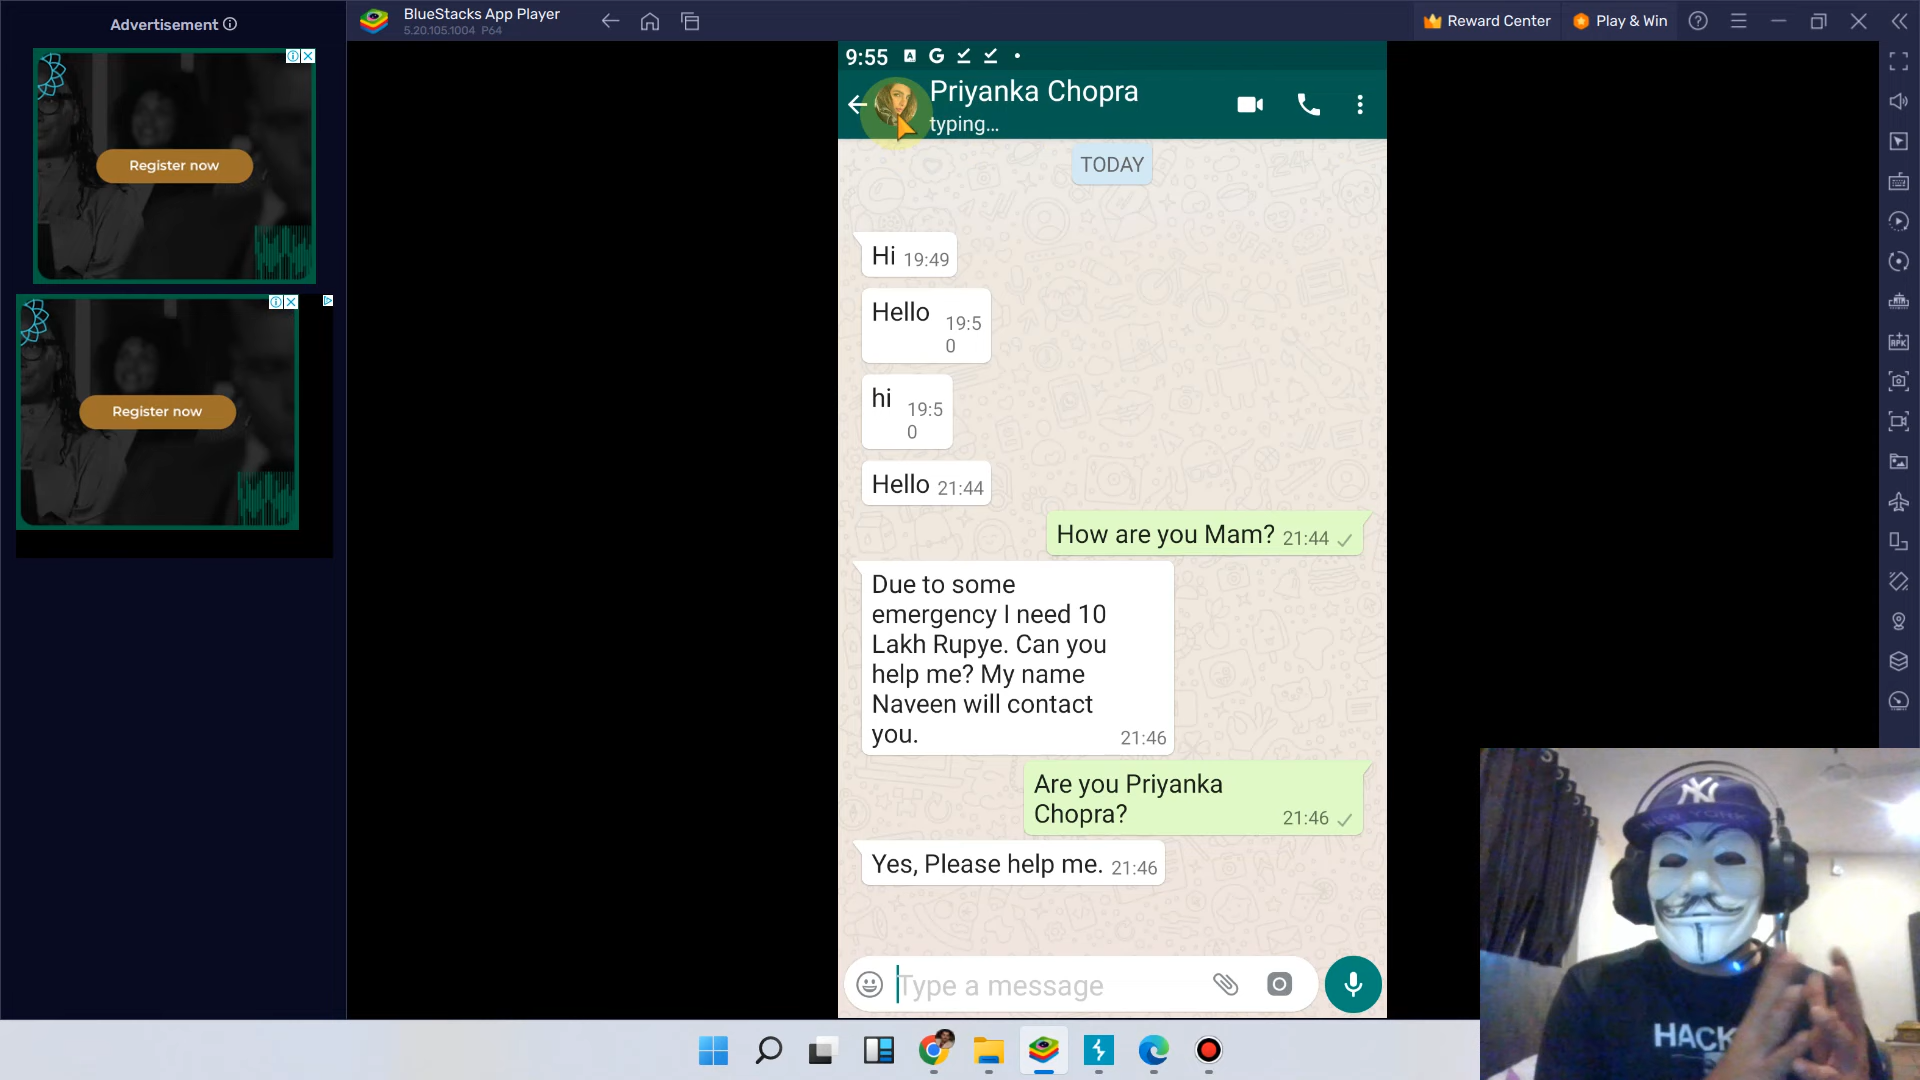 Advertisement
Register now
Register now
BlueStacks App Player
5.20.105.1004 P64
Reward Center
Play & Win
9:55
Priyanka Chopra
typing...
TODAY
Hi 19:49
Hello 19:5
0
hi 19:5
0
Hello 21:44
How are you Mam? 21:44
Due to some
emergency I need 10
Lakh Rupye. Can you
help me? My name
Naveen will contact
you. 21:46
Are you Priyanka
Chopra? 21:46
Yes, Please help me. 21:46
Type a message
NY
NEW YORK
HACK